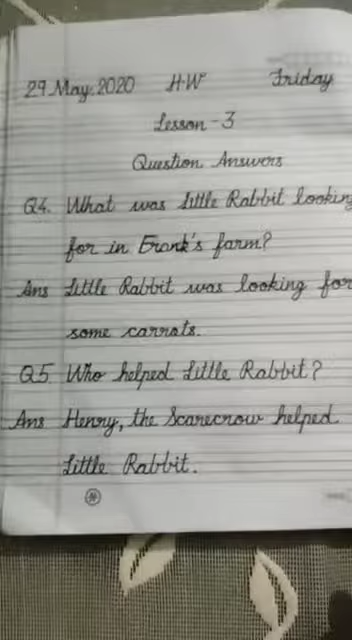 29 May, 2020 H.W Friday
Lesson - 3
Question Answers
Q4. What was Little Rabbit looking
for in Frank's farm?
Ans Little Rabbit was looking for
some carrots.
Q5 Who helped Little Rabbit?
Ans Henry, the Scarecrow helped
Little Rabbit.